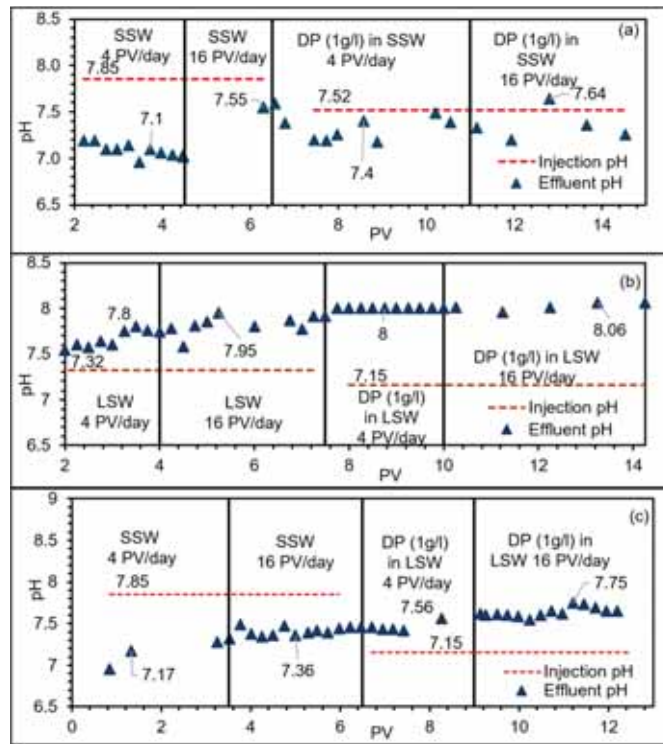 (a)
SSW
4 PV/day
7.85
SSW
16 PV/day
DP (1g/l) in SSW
4 PV/day
DP (1g/l) in
SSW
16 PV/day
7.1
7.55
7.52
7.4
7.64
Injection pH
Effluent pH
8.5
8.0
7.5
7.0
6.5
pH
2
4
6
8
10
12
14
PV
(b)
7.8
7.32
7.95
8
7.15
8.06
LSW
4 PV/day
LSW
16 PV/day
DP (1g/l)
in LSW
4 PV/day
DP (1g/l) in LSW
16 PV/day
Injection pH
Effluent pH
8.5
8
7.5
7
6.5
pH
2
4
6
8
10
12
14
PV
(c)
SSW
4 PV/day
7.85
SSW
16 PV/day
DP (1g/l)
in LSW
4 PV/day
DP (1g/l) in
LSW 16 PV/day
7.17
7.36
7.56
7.15
7.75
Injection pH
Effluent pH
9
8.5
8
7.5
7
6.5
pH
0
2
4
6
8
10
12
PV